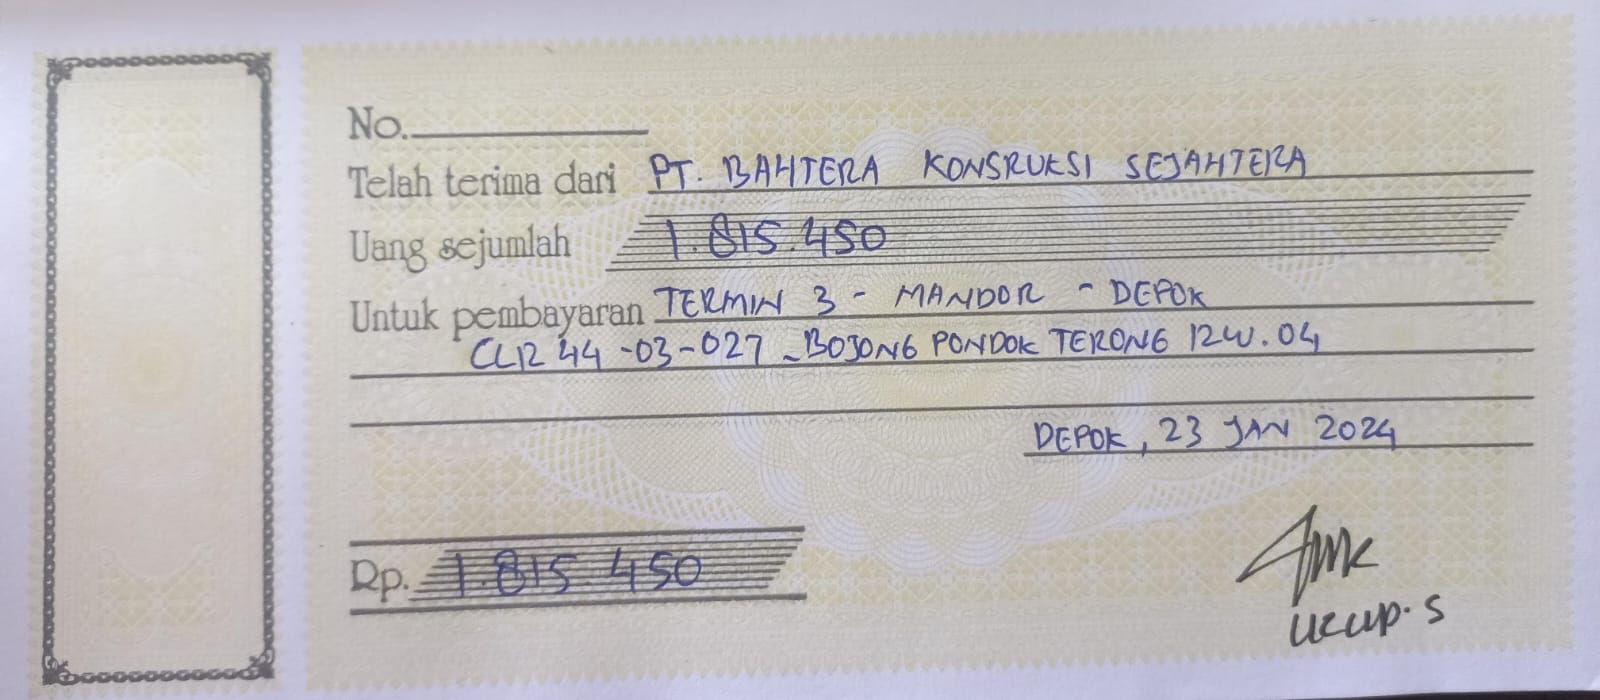 No.
Telah terima dari PT. BAHTERA KONSRUKSI SEJAHTERA
Uang sejumlah 1.815.450
Untuk pembayaran TERMIN 3 - MANDOR - DEPOK
CLR 44-03-027 - BOJONG PONDOK TERONG RW.04
DEPOK, 23 JAN 2024
Rp. 1.815.450
UCUP.S